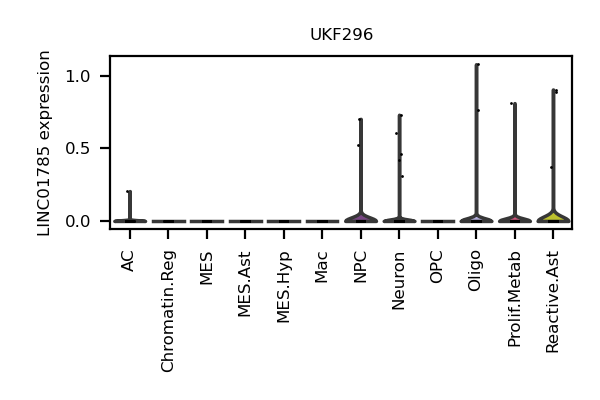 UKF296
LINC01785 expression
1.0
0.5
0.0
AC
Chromatin.Reg
MES
MES.Ast
MES.Hyp
Mac
NPC
Neuron
OPC
Oligo
Prolif.Metab
Reactive.Ast